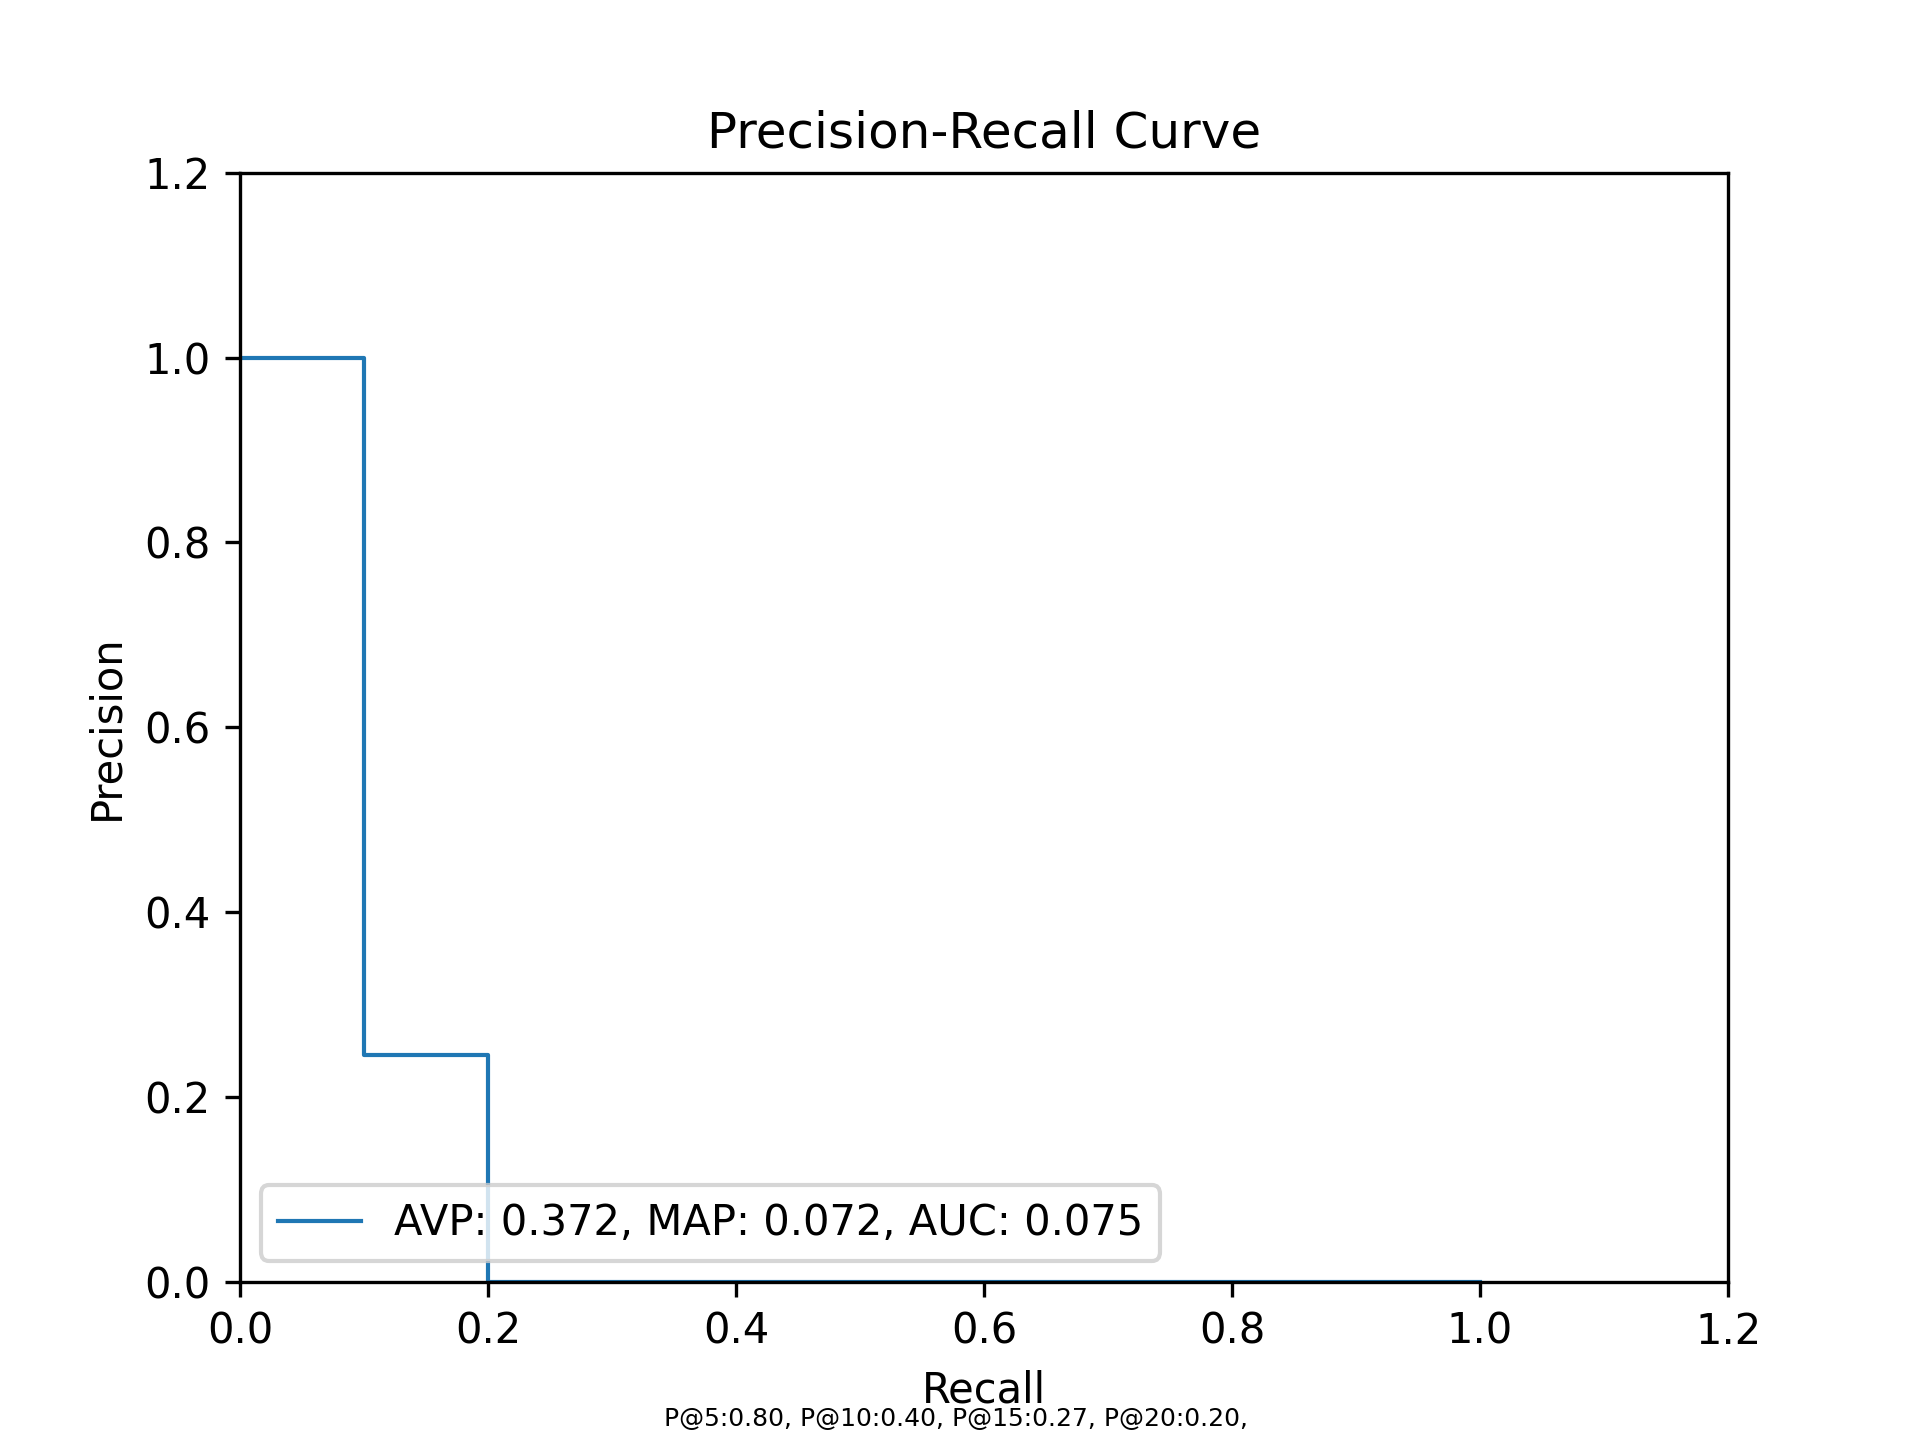 Precision-Recall Curve
1.2
1.0
0.8
0.6
0.4
0.2
0.0
Precision
AVP: 0.372, MAP: 0.072, AUC: 0.075
0.0 0.2 0.4 0.6 0.8 1.0 1.2
Recall
P@5:0.80, P@10:0.40, P@15:0.27, P@20:0.20,